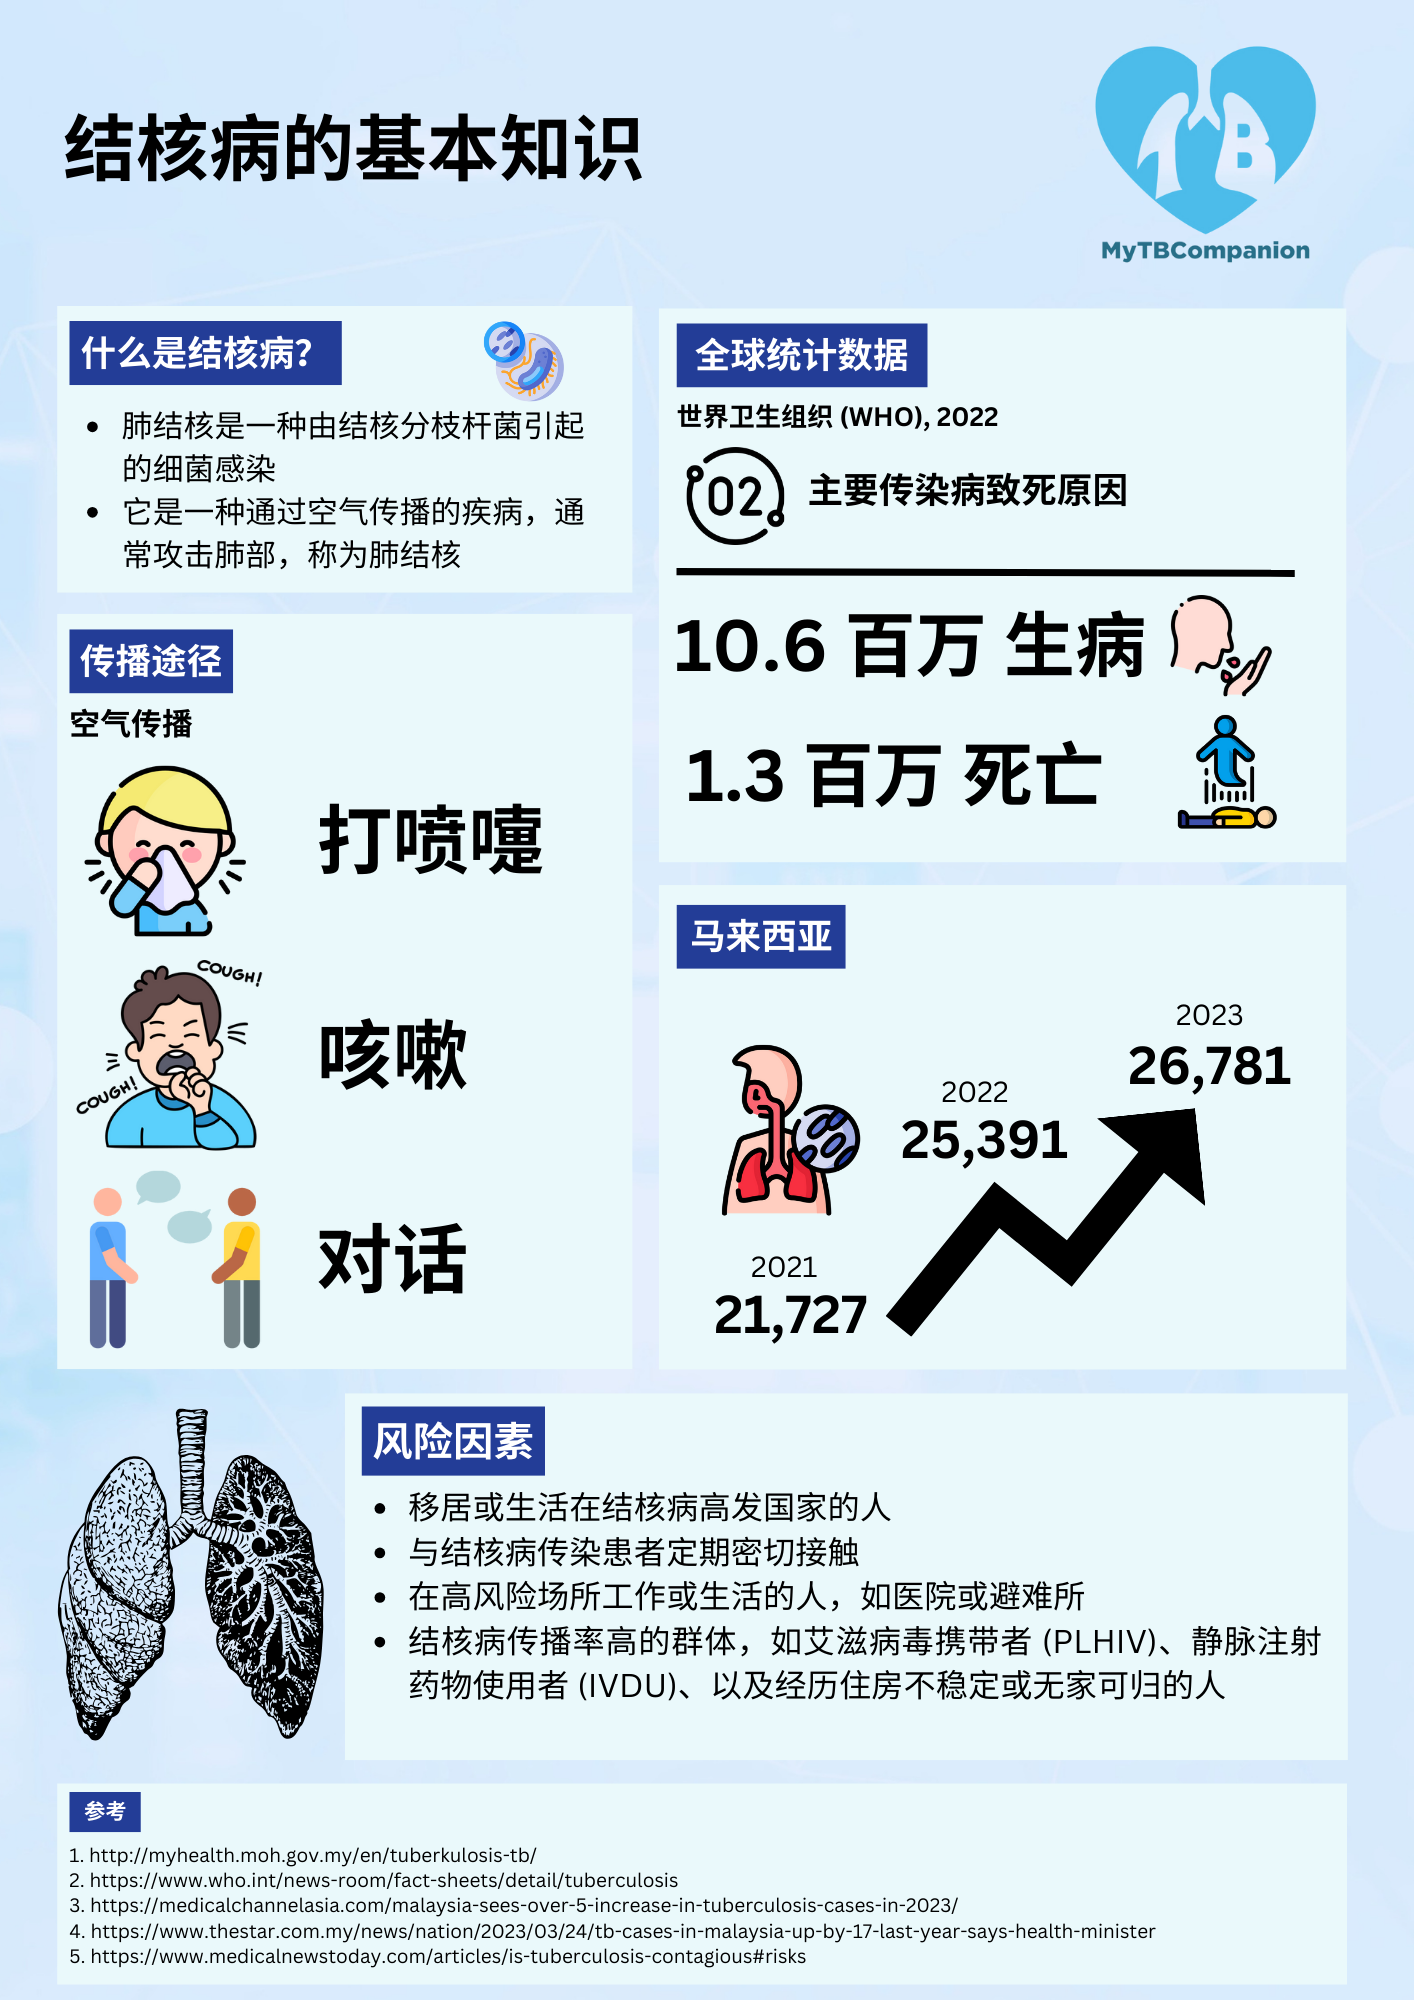 结核病的基本知识
TB
MyTBCompanion
什么是结核病?
肺结核是一种由结核分枝杆菌引起
的细菌感染
它是一种通过空气传播的疾病，通
常攻击肺部，称为肺结核
传播途径
空气传播
打喷嚏
COUGH!
COUGH!
咳嗽
对话
全球统计数据
世界卫生组织 (WHO), 2022
02
主要传染病致死原因
10.6 百万 生病
1.3 百万 死亡
马来西亚
2023
26,781
2022
25,391
2021
21,727
风险因素
移居或生活在结核病高发国家的人
与结核病传染患者定期密切接触
在高风险场所工作或生活的人，如医院或避难所
结核病传播率高的群体，如艾滋病毒携带者 (PLHIV)、静脉注射
药物使用者 (IVDU)、以及经历住房不稳定或无家可归的人
参考
1. http://myhealth.moh.gov.my/en/tuberkulosis-tb/
2. https://www.who.int/news-room/fact-sheets/detail/tuberculosis
3. https://medicalchannelasia.com/malaysia-sees-over-5-increase-in-tuberculosis-cases-in-2023/
4. https://www.thestar.com.my/news/nation/2023/03/24/tb-cases-in-malaysia-up-by-17-last-year-says-health-minister
5. https://www.medicalnewstoday.com/articles/is-tuberculosis-contagious#risks